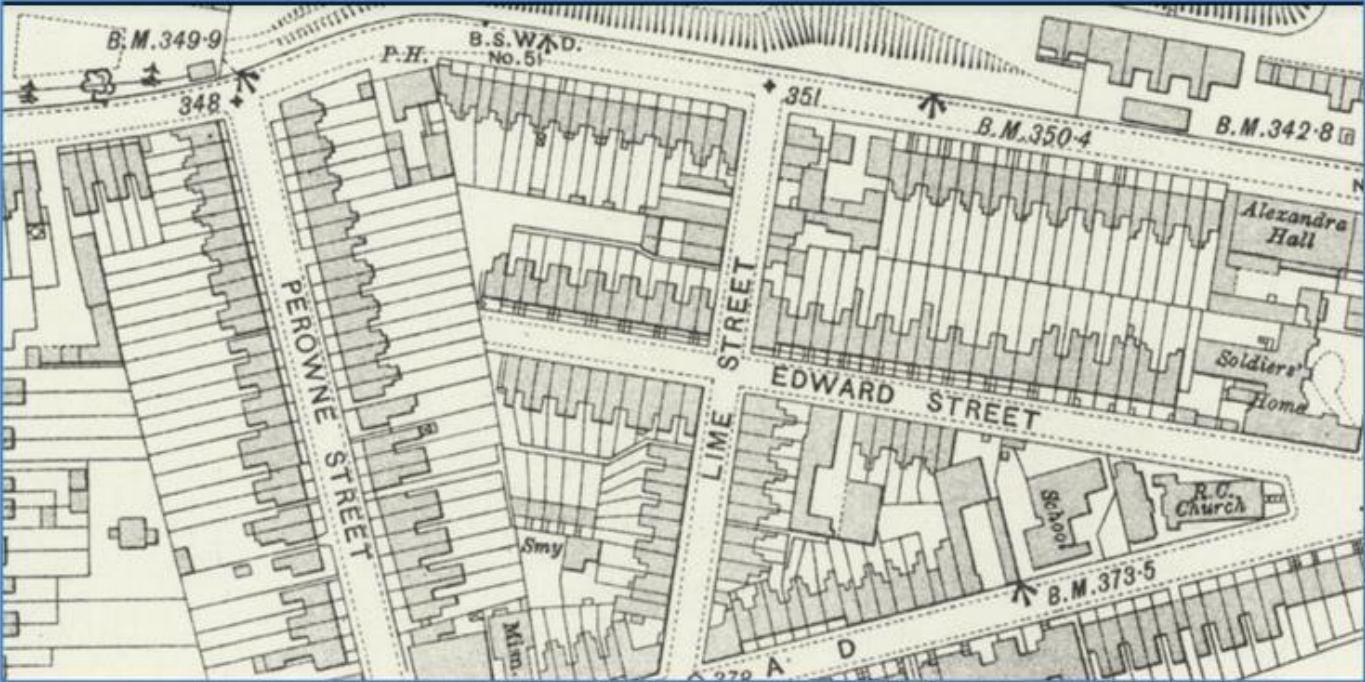 B.M.349·9
P.H.
B.S.W.D.
No. 51
348
351
B.M.350·4
B.M.342·8
Alexandra
Hall
PEROWNE STREET
LIME STREET
EDWARD STREET
Soldiers'
Home
School
R.C.
Church
Smy
B.M.373·5
A D